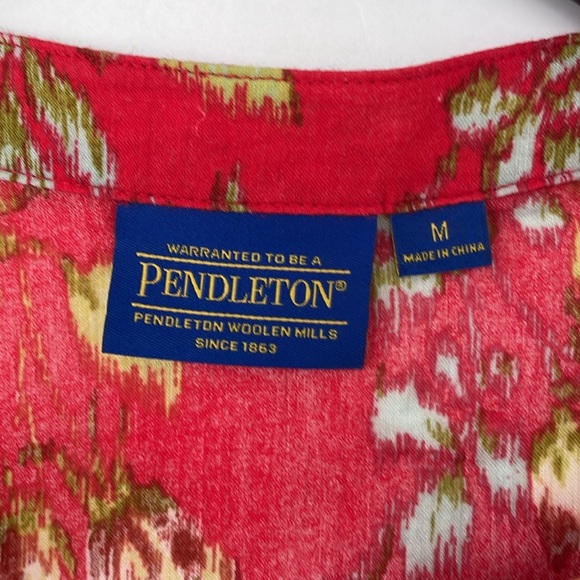 WARRANTED TO BE A
PENDLETON®
PENDLETON WOOLEN MILLS
SINCE 1863
M
MADE IN CHINA